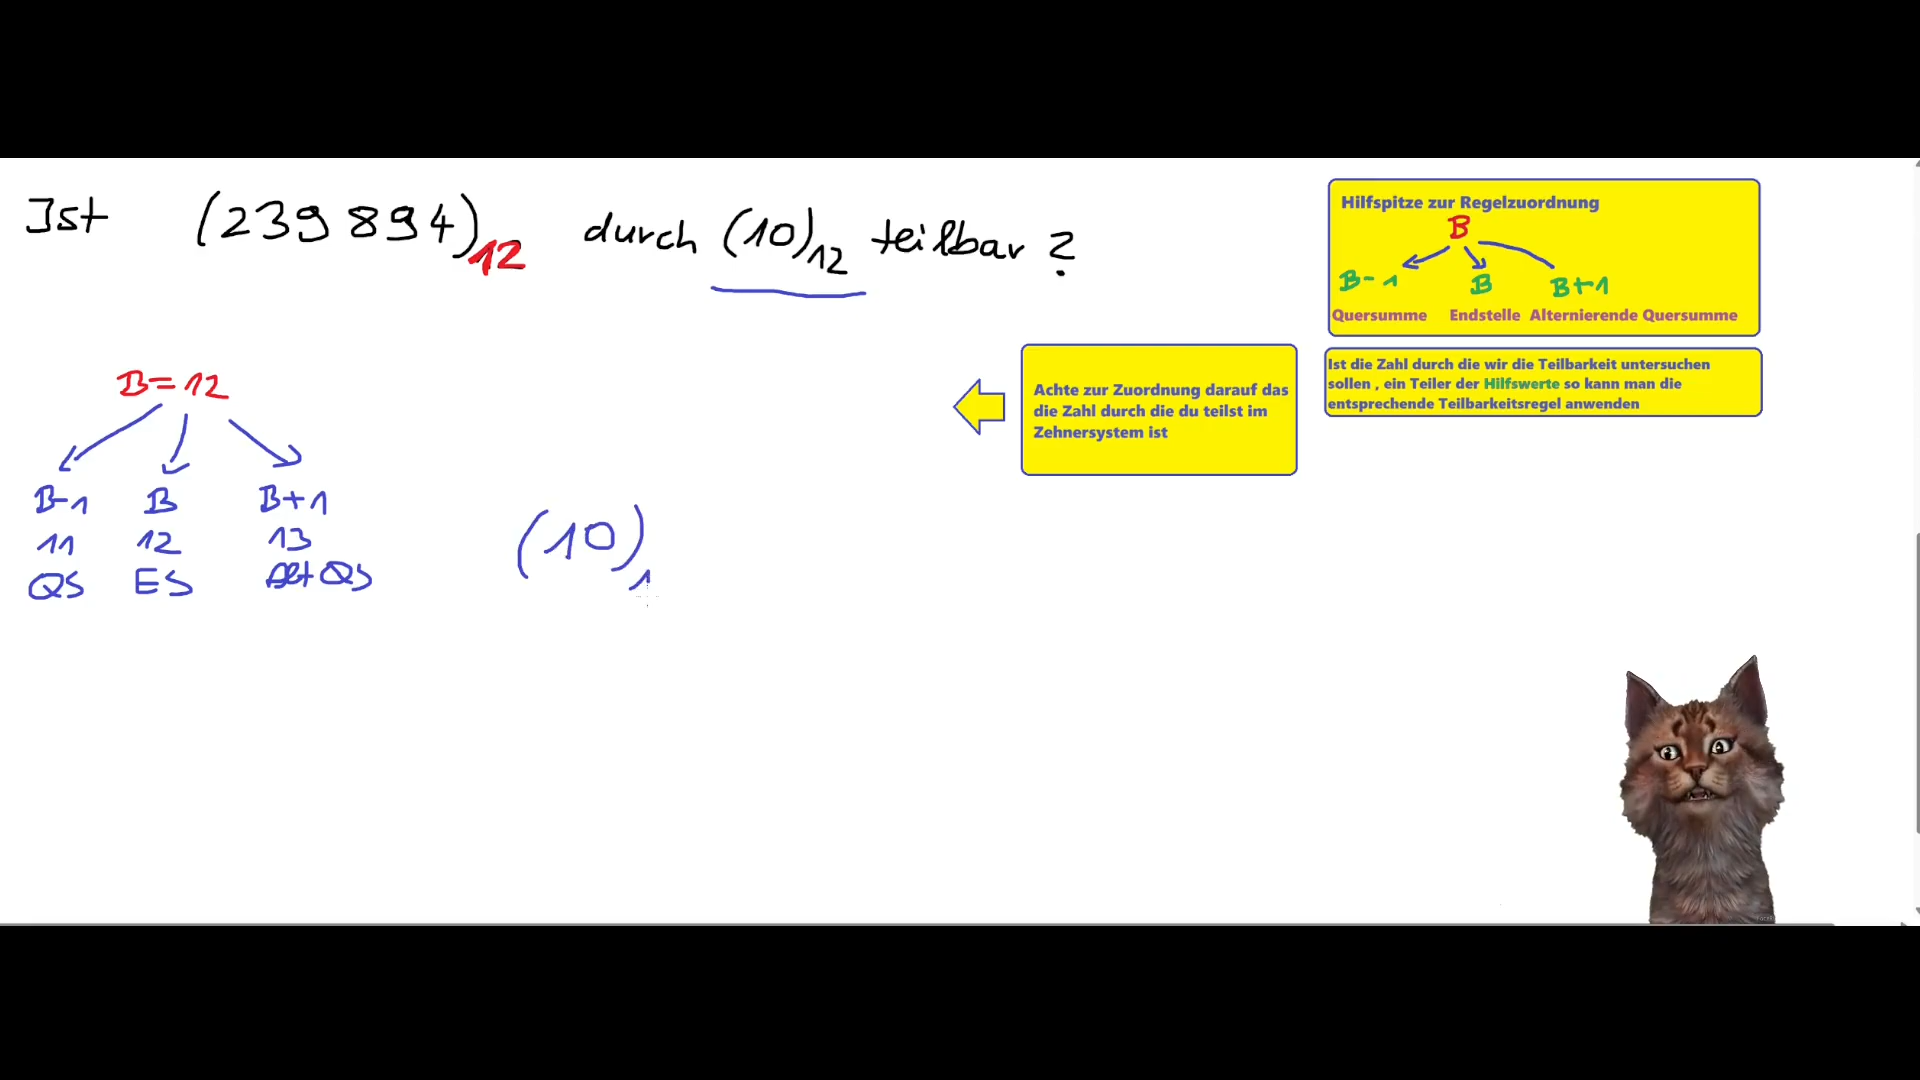 Ist (239894)12 durch (10)12 teilbar ?
Hilfspitze zur Regelzuordnung
B
B-1 B B+1
Quersumme Endstelle Alternierende Quersumme
Ist die Zahl durch die wir die Teilbarkeit untersuchen
sollen , ein Teiler der Hilfswerte so kann man die
entsprechende Teilbarkeitsregel anwenden
Achte zur Zuordnung darauf das
die Zahl durch die du teilst im
Zehnersystem ist
B=12
B-1 B B+1
11 12 13
QS ES Alt QS
(10)1